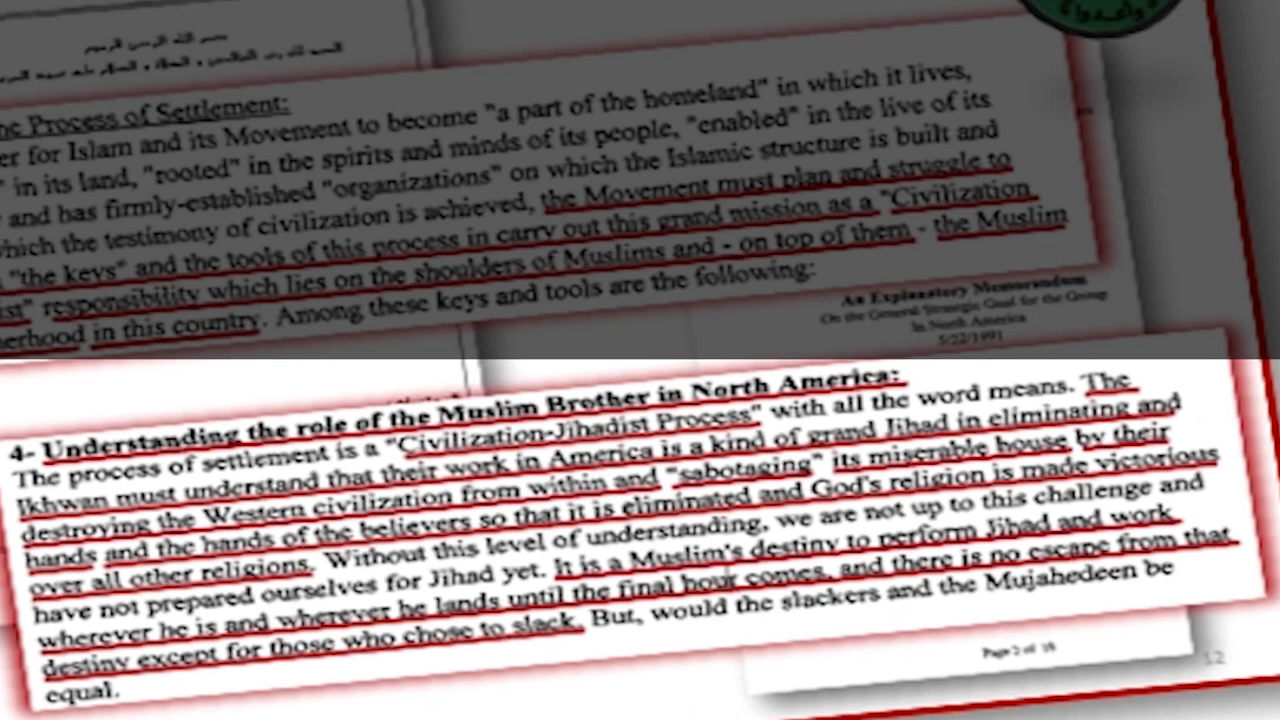 بسم الله الرحمن الرحيم
وأعدوا
he Process of Settlement:
er for Islam and its Movement to become "a part of the homeland" in which it lives,
" in its land, "rooted" in the spirits and minds of its people, "enabled" in the live of its
and has firmly-established "organizations" on which the Islamic structure is built and
which the testimony of civilization is achieved, the Movement must plan and struggle to
"the keys" and the tools of this process in carry out this grand mission as a "Civilization
ist" responsibility which lies on the shoulders of Muslims and - on top of them - the Muslim
herhood in this country. Among these keys and tools are the following:
An Explanatory Memorandum
On the General Strategic Goal for the Group
In North America
5/22/1991
4- Understanding the role of the Muslim Brother in North America:
The process of settlement is a "Civilization-Jihadist Process" with all the word means. The
Ikhwan must understand that their work in America is a kind of grand Jihad in eliminating and
destroying the Western civilization from within and "sabotaging" its miserable house by their
hands and the hands of the believers so that it is eliminated and God's religion is made victorious
over all other religions. Without this level of understanding, we are not up to this challenge and
have not prepared ourselves for Jihad yet. It is a Muslim's destiny to perform Jihad and work
wherever he is and wherever he lands until the final hour comes, and there is no escape from that
destiny except for those who chose to slack. But, would the slackers and the Mujahedeen be
equal.
Page 2 of 18
12